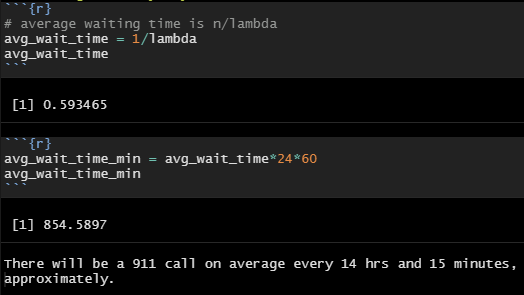 ```{r}
# average waiting time is n/lambda
avg_wait_time = 1/lambda
avg_wait_time
```
[1] 0.593465
```{r}
avg_wait_time_min = avg_wait_time*24*60
avg_wait_time_min
```
[1] 854.5897
There will be a 911 call on average every 14 hrs and 15 minutes,
approximately.